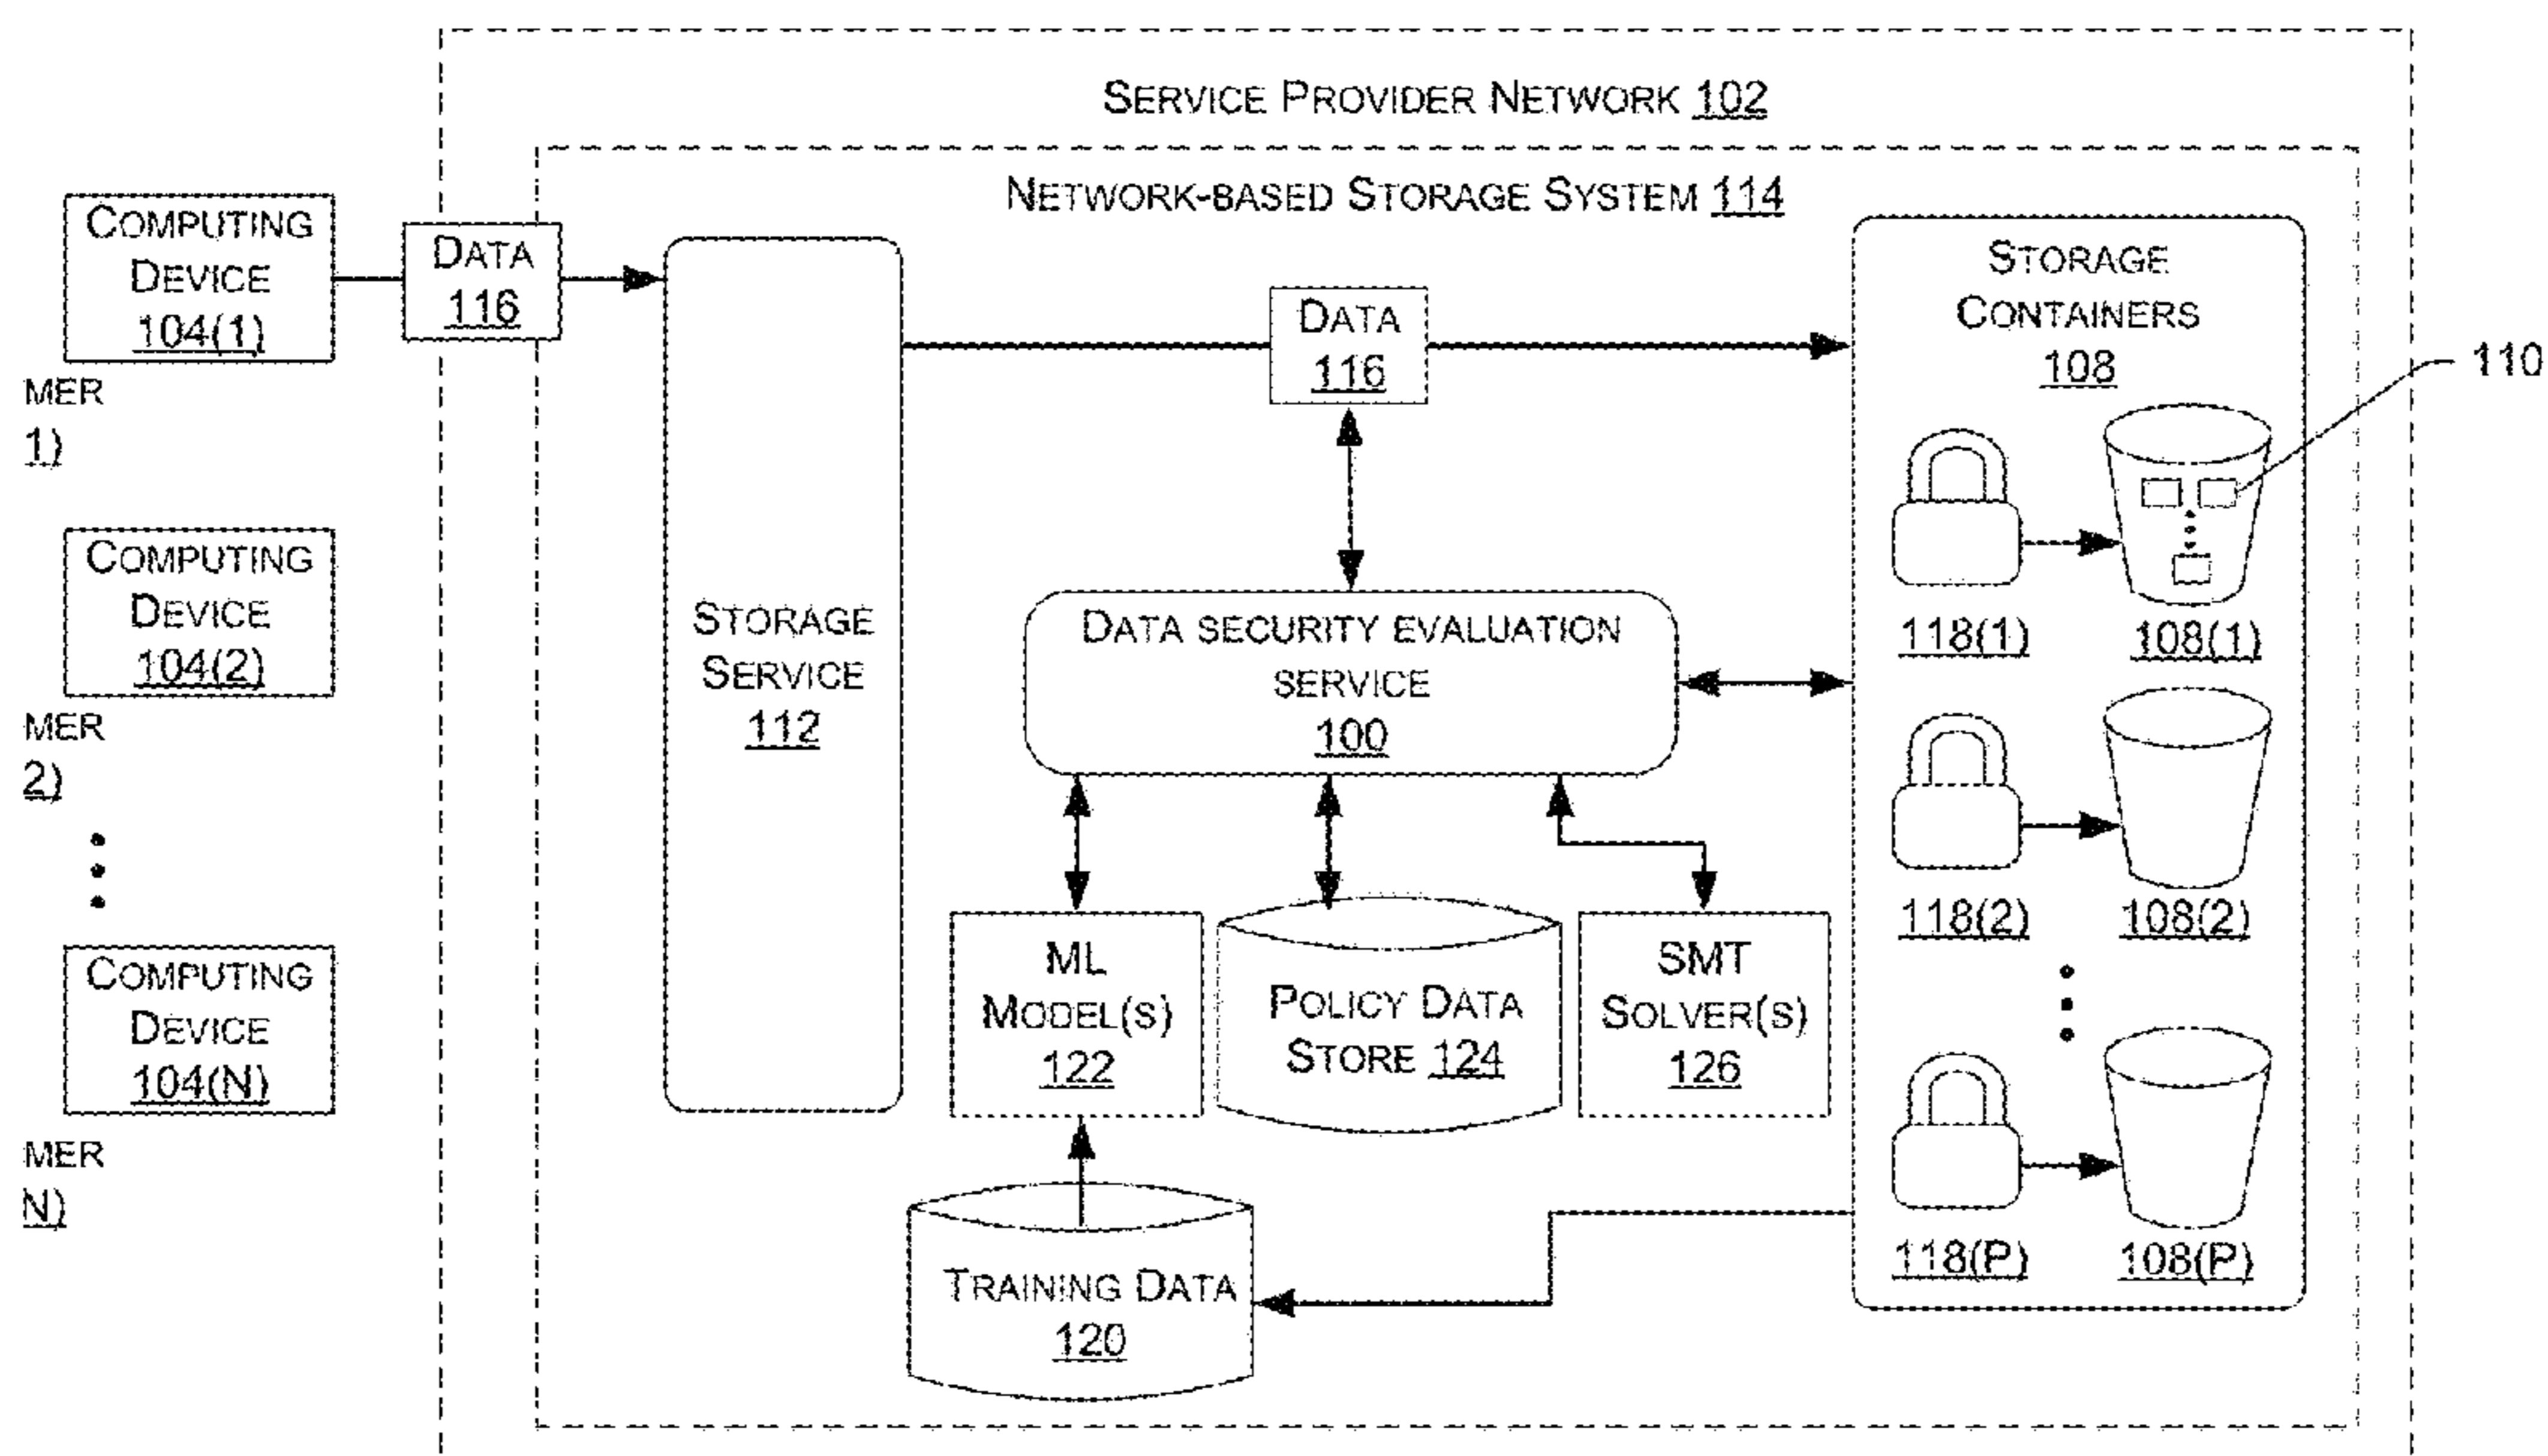 SERVICE PROVIDER NETWORK 102
NETWORK-BASED STORAGE SYSTEM 114
COMPUTING
DEVICE
104(1)
MER
1)
DATA
116
COMPUTING
DEVICE
104(2)
MER
2)
COMPUTING
DEVICE
104(N)
MER
N)
STORAGE
SERVICE
112
DATA
116
DATA SECURITY EVALUATION
SERVICE
100
ML
MODEL(S)
122
POLICY DATA
STORE 124
SMT
SOLVER(S)
126
TRAINING DATA
120
STORAGE
CONTAINERS
108
110
118(1) 108(1)
118(2) 108(2)
118(P) 108(P)